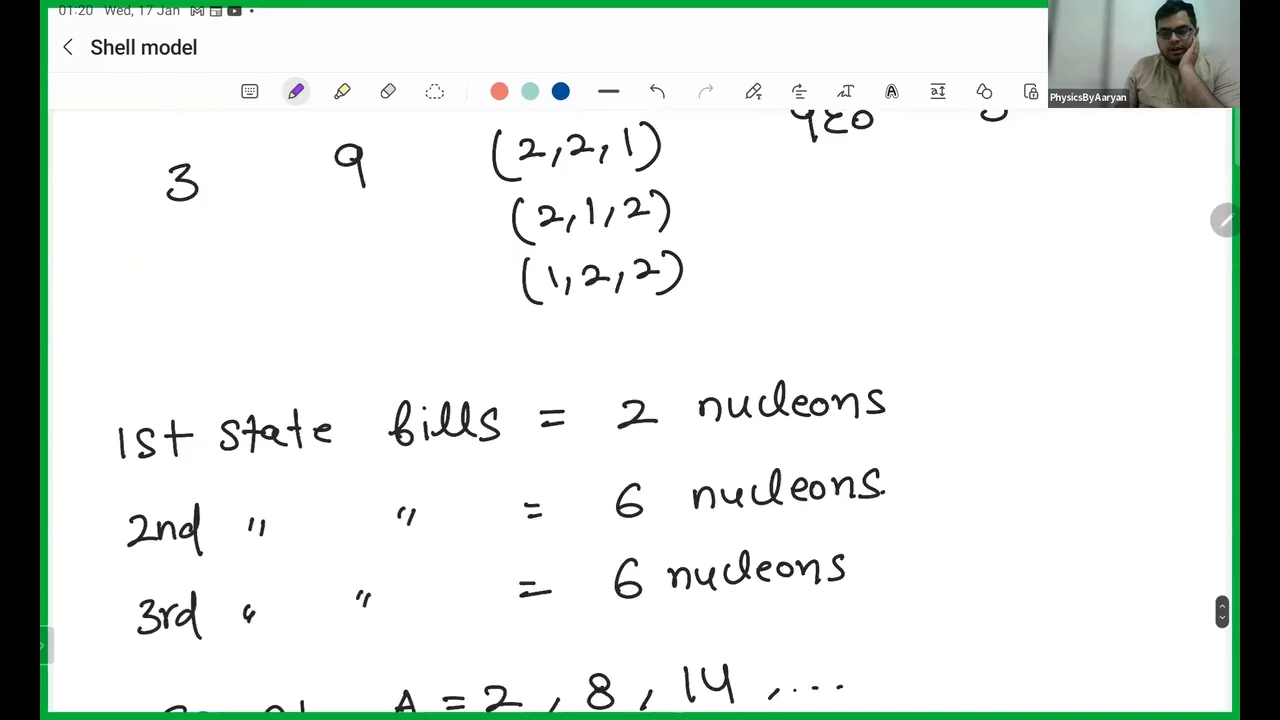 01:20 Wed, 17 Jan
Shell model
PhysicsByAaryan
3 9 (2,2,1)
(2,1,2)
(1,2,2)
1st state fills = 2 nucleons
2nd " " = 6 nucleons.
3rd " " = 6 nucleons
A = 2, 8, 14, ....